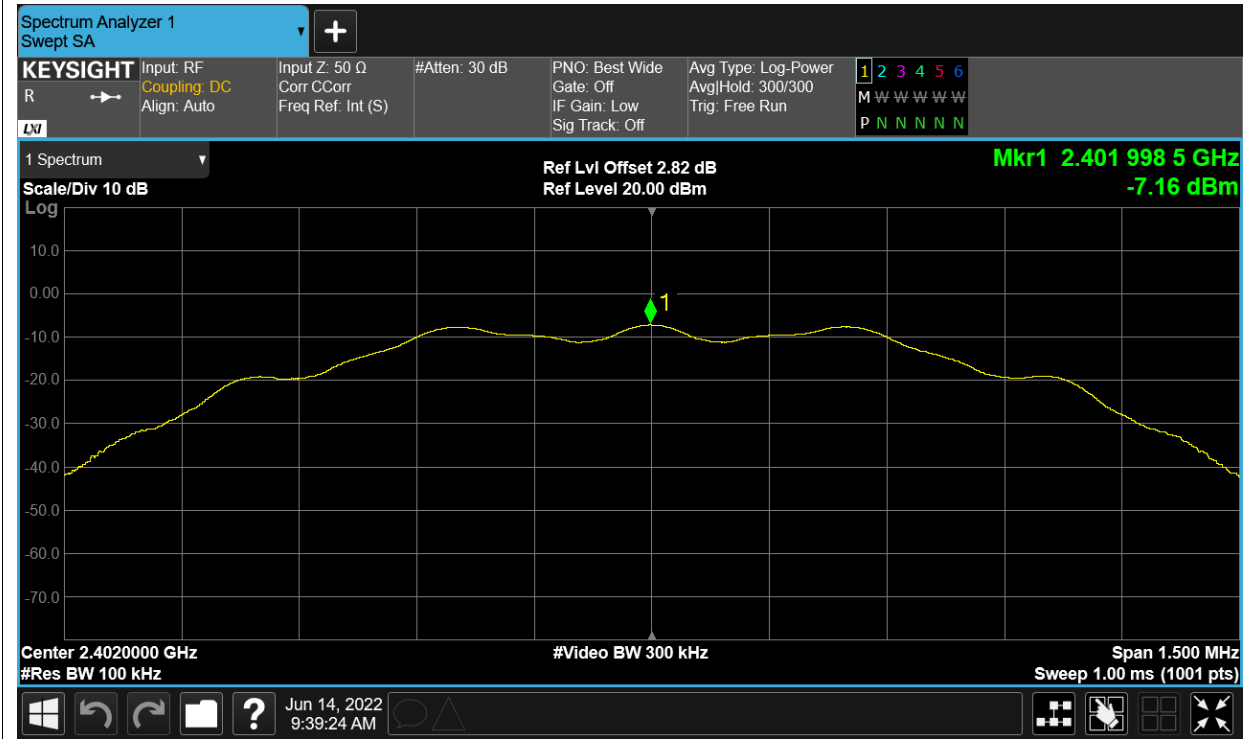 Spectrum Analyzer 1
Swept SA
KEYSIGHT
R
LXI
Input: RF
Coupling: DC
Align: Auto
Input Z: 50 Ω
Corr CCorr
Freq Ref: Int (S)
#Atten: 30 dB
PNO: Best Wide
Gate: Off
IF Gain: Low
Sig Track: Off
Avg Type: Log-Power
Avg|Hold: 300/300
Trig: Free Run
1 2 3 4 5 6
M W W W W W
P N N N N N
1 Spectrum
Scale/Div 10 dB
Log
Ref Lvl Offset 2.82 dB
Ref Level 20.00 dBm
Mkr1 2.401 998 5 GHz
-7.16 dBm
10.0
0.00
1
-10.0
-20.0
-30.0
-40.0
-50.0
-60.0
-70.0
Center 2.4020000 GHz
#Res BW 100 kHz
#Video BW 300 kHz
Span 1.500 MHz
Sweep 1.00 ms (1001 pts)
?
Jun 14, 2022
9:39:24 AM